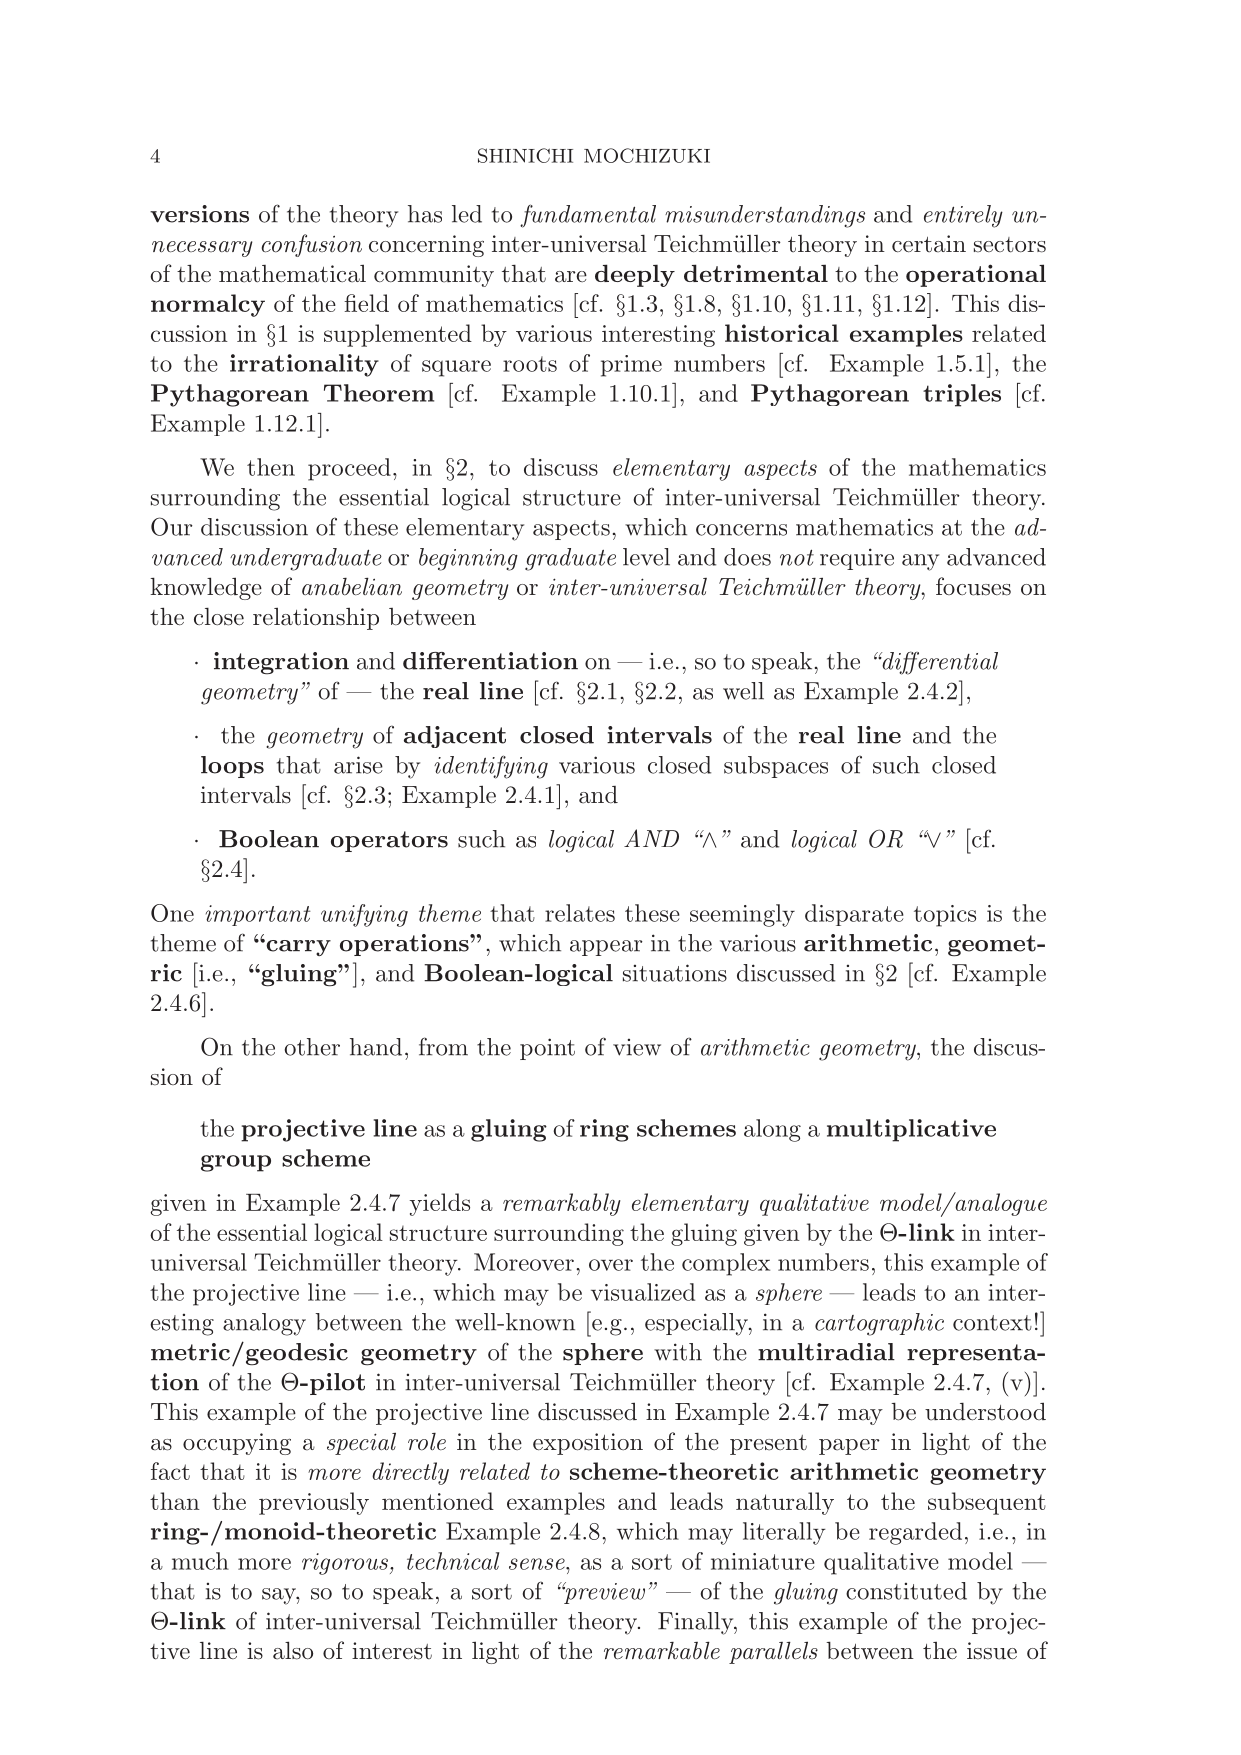 4 SHINICHI MOCHIZUKI
versions of the theory has led to fundamental misunderstandings and entirely un-
necessary confusion concerning inter-universal Teichmüller theory in certain sectors
of the mathematical community that are deeply detrimental to the operational
normalcy of the field of mathematics [cf. §1.3, §1.8, §1.10, §1.11, §1.12]. This dis-
cussion in §1 is supplemented by various interesting historical examples related
to the irrationality of square roots of prime numbers [cf. Example 1.5.1], the
Pythagorean Theorem [cf. Example 1.10.1], and Pythagorean triples [cf.
Example 1.12.1].
We then proceed, in §2, to discuss elementary aspects of the mathematics
surrounding the essential logical structure of inter-universal Teichmüller theory.
Our discussion of these elementary aspects, which concerns mathematics at the ad-
vanced undergraduate or beginning graduate level and does not require any advanced
knowledge of anabelian geometry or inter-universal Teichmüller theory, focuses on
the close relationship between
· integration and differentiation on — i.e., so to speak, the “differential
geometry” of — the real line [cf. §2.1, §2.2, as well as Example 2.4.2],
· the geometry of adjacent closed intervals of the real line and the
loops that arise by identifying various closed subspaces of such closed
intervals [cf. §2.3; Example 2.4.1], and
· Boolean operators such as logical AND “∧” and logical OR “∨” [cf.
§2.4].
One important unifying theme that relates these seemingly disparate topics is the
theme of “carry operations”, which appear in the various arithmetic, geomet-
ric [i.e., “gluing”], and Boolean-logical situations discussed in §2 [cf. Example
2.4.6].
On the other hand, from the point of view of arithmetic geometry, the discus-
sion of
the projective line as a gluing of ring schemes along a multiplicative
group scheme
given in Example 2.4.7 yields a remarkably elementary qualitative model/analogue
of the essential logical structure surrounding the gluing given by the Θ-link in inter-
universal Teichmüller theory. Moreover, over the complex numbers, this example of
the projective line — i.e., which may be visualized as a sphere — leads to an inter-
esting analogy between the well-known [e.g., especially, in a cartographic context!]
metric/geodesic geometry of the sphere with the multiradial representa-
tion of the Θ-pilot in inter-universal Teichmüller theory [cf. Example 2.4.7, (v)].
This example of the projective line discussed in Example 2.4.7 may be understood
as occupying a special role in the exposition of the present paper in light of the
fact that it is more directly related to scheme-theoretic arithmetic geometry
than the previously mentioned examples and leads naturally to the subsequent
ring-/monoid-theoretic Example 2.4.8, which may literally be regarded, i.e., in
a much more rigorous, technical sense, as a sort of miniature qualitative model —
that is to say, so to speak, a sort of “preview” — of the gluing constituted by the
Θ-link of inter-universal Teichmüller theory. Finally, this example of the projec-
tive line is also of interest in light of the remarkable parallels between the issue of